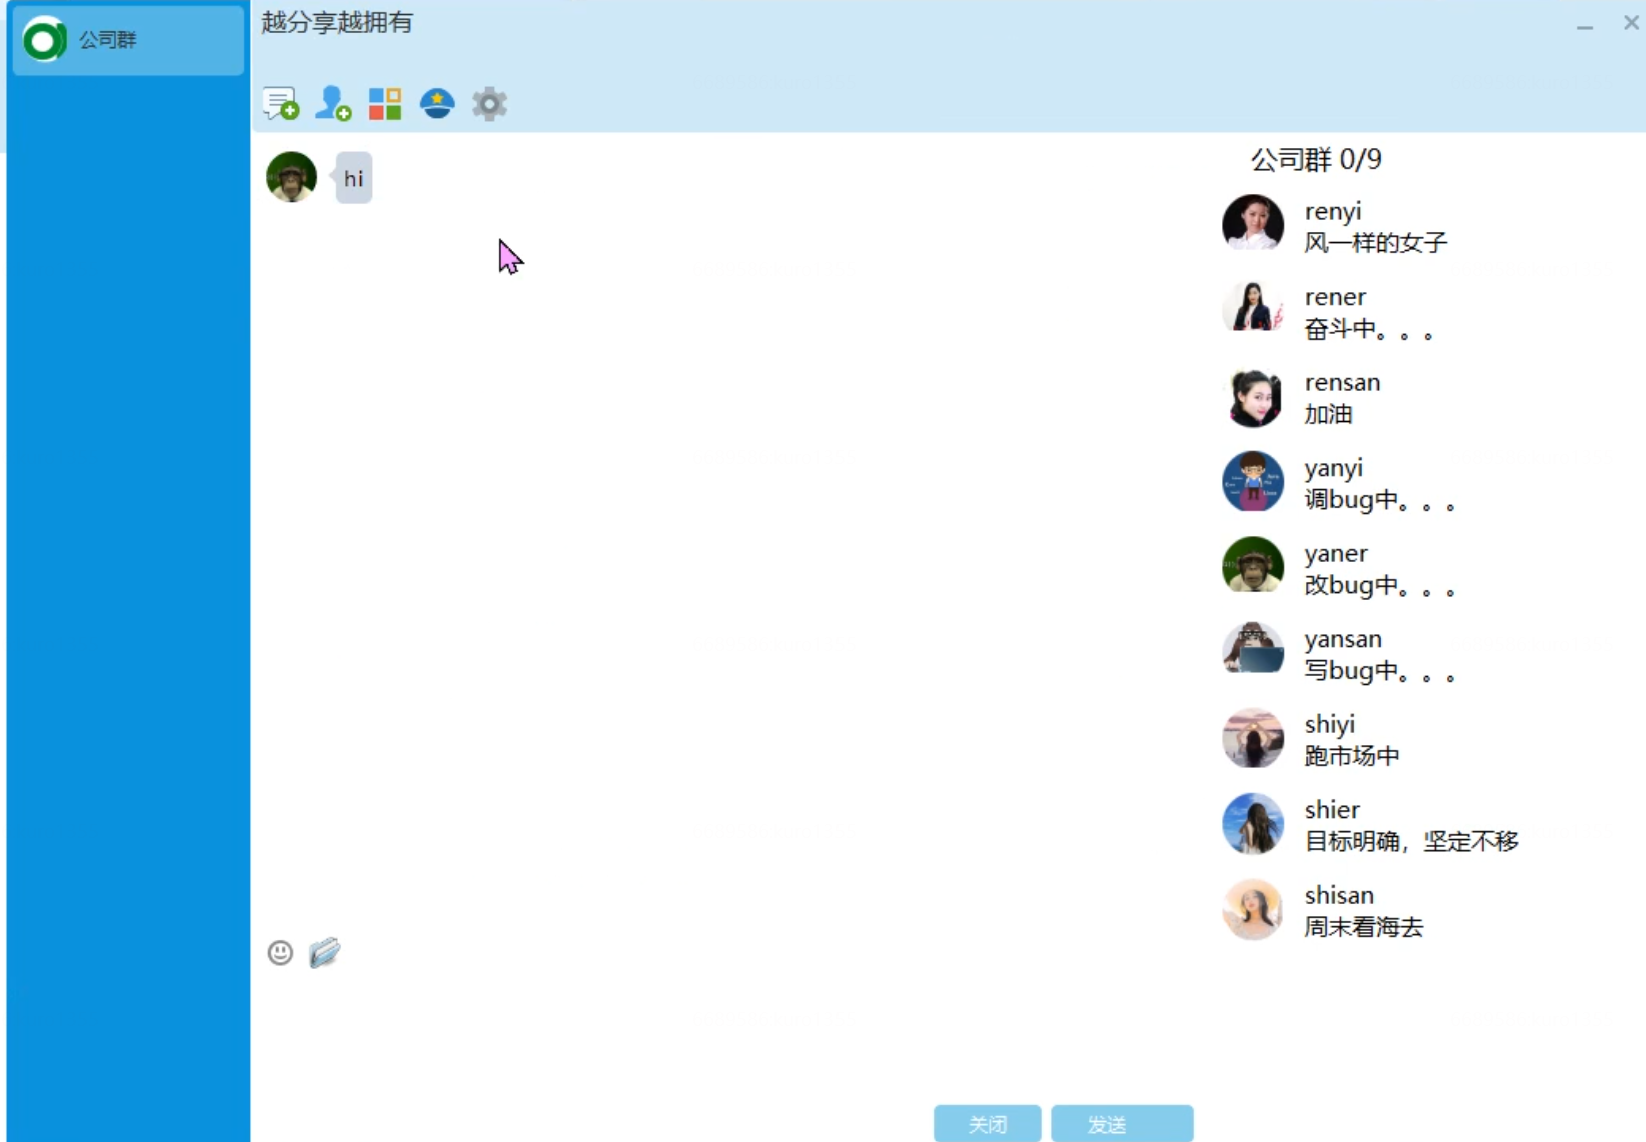 公司群
越分享越拥有
hi
公司群 0/9
renyi
风一样的女子
rener
奋斗中。。。
rensan
加油
yanyi
调bug中。。。
yaner
改bug中。。。
yansan
写bug中。。。
shiyi
跑市场中
shier
目标明确，坚定不移
shisan
周末看海去
关闭
发送